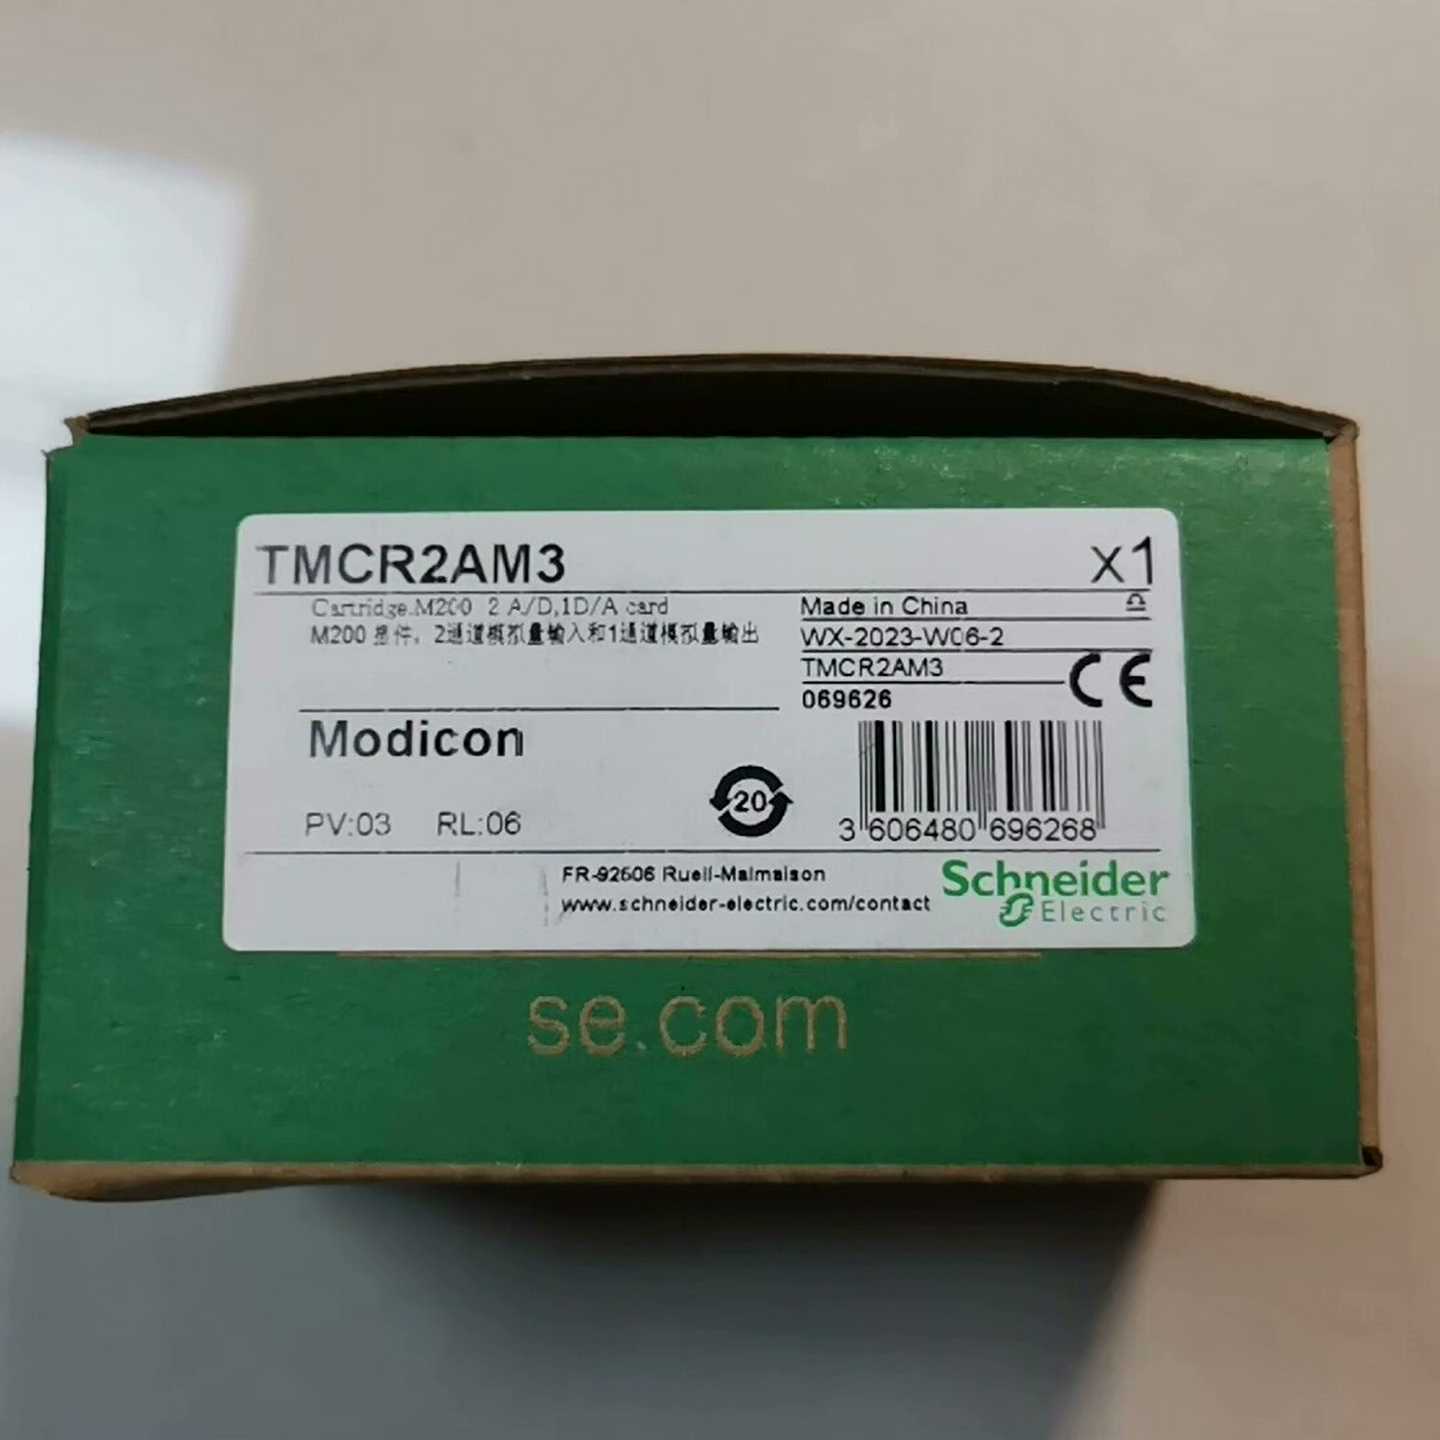 TMCR2AM3
x1
Cartridge.M200 2 A/D,1D/A card
M200 插件，2通道模拟量输入和1通道模拟量输出
Made in China
WX-2023-W06-2
TMCR2AM3
069626
CE
Modicon
PV:03 RL:06
20
3 606480 696268
FR-92506 Rueil-Malmaison
www.schneider-electric.com/contact
Schneider
Electric
se.com